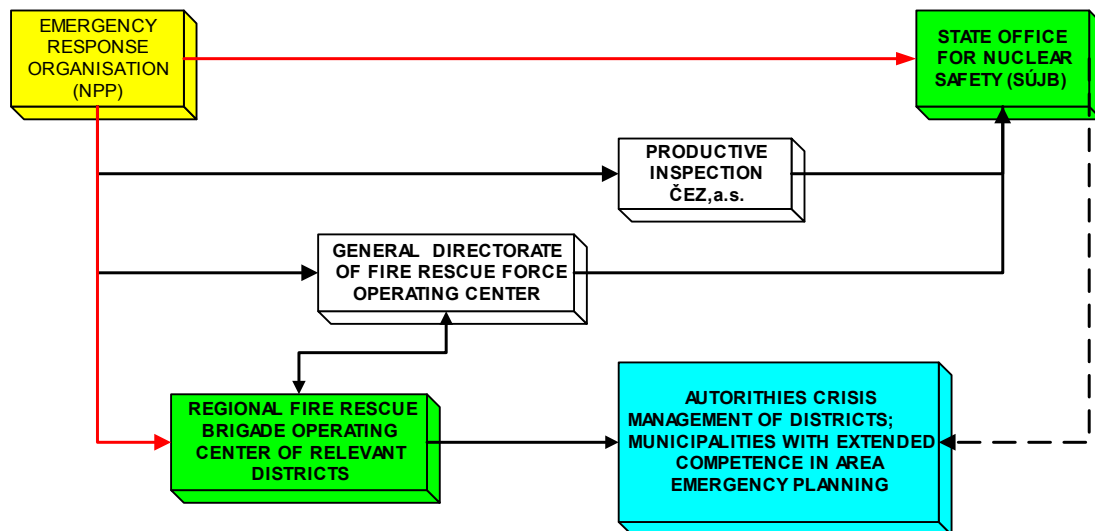 EMERGENCY
RESPONSE
ORGANISATION
(NPP)
STATE OFFICE
FOR NUCLEAR
SAFETY (SÚJB)
PRODUCTIVE
INSPECTION
ČEZ,a.s.
GENERAL DIRECTORATE
OF FIRE RESCUE FORCE
OPERATING CENTER
REGIONAL FIRE RESCUE
BRIGADE OPERATING
CENTER OF RELEVANT
DISTRICTS
AUTORITHIES CRISIS
MANAGEMENT OF DISTRICTS;
MUNICIPALITIES WITH EXTENDED
COMPETENCE IN AREA
EMERGENCY PLANNING